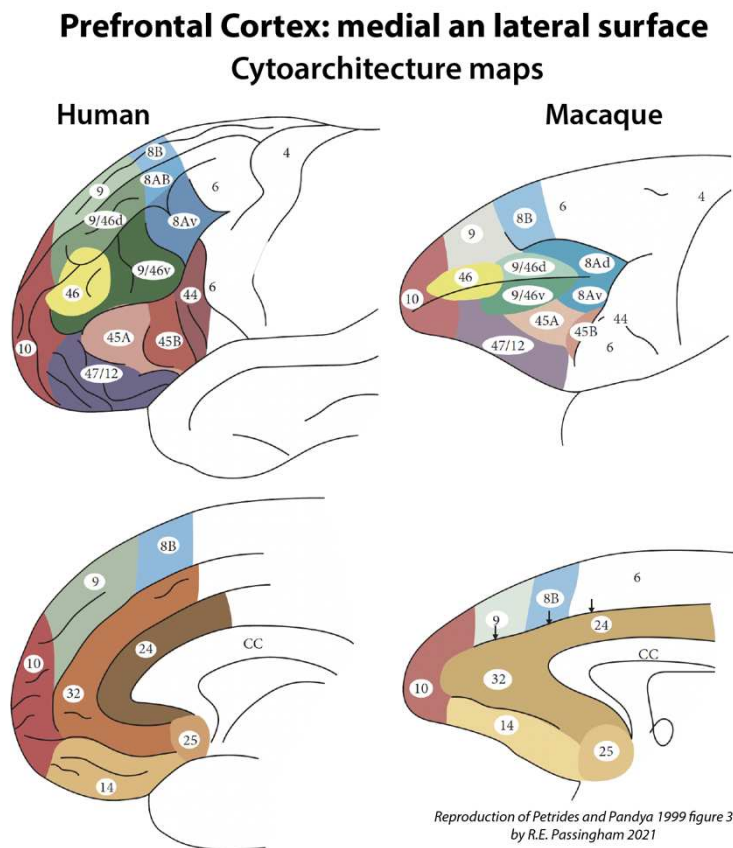 Prefrontal Cortex: medial an lateral surface
Cytoarchitecture maps
Human
8B
4
8AB
6
9
9/46d
8Av
9/46v
46
44
6
45A
45B
10
47/12
Macaque
6
4
8B
9
9/46d
8Ad
46
10
9/46v
8Av
45A
45B
44
6
47/12
8B
9
24
CC
10
32
25
14
6
8B
9
24
CC
32
10
14
25
Reproduction of Petrides and Pandya 1999 figure 3
by R.E. Passingham 2021